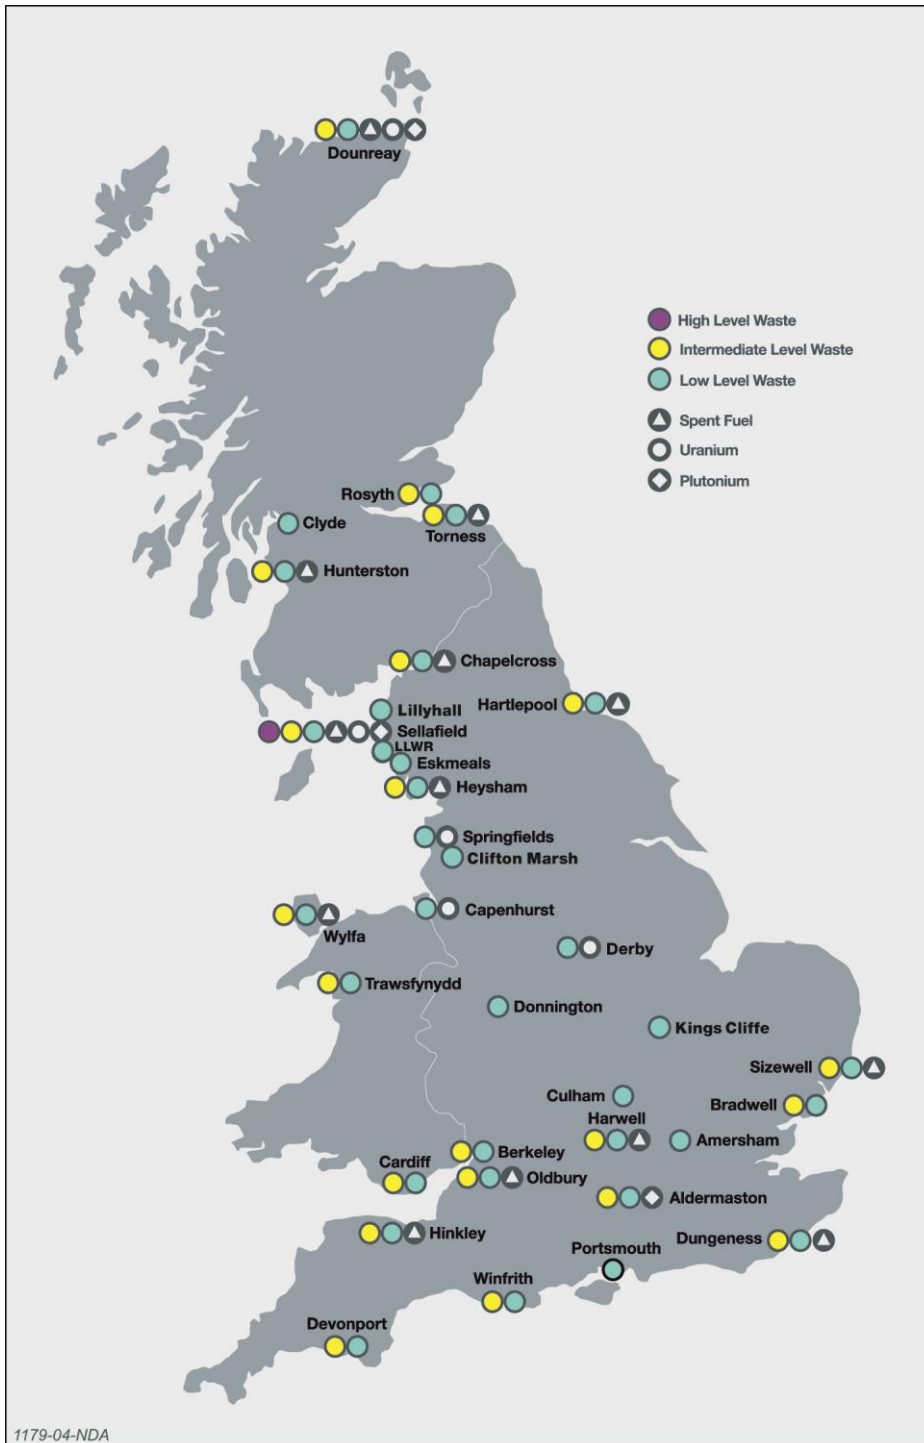 Dounreay
High Level Waste
Intermediate Level Waste
Low Level Waste
Spent Fuel
Uranium
Plutonium
Rosyth
Clyde
Torness
Hunterston
Chapelcross
Lillyhall
Hartlepool
Sellafield
LLWR
Eskmeals
Heysham
Springfields
Clifton Marsh
Capenhurst
Wylfa
Derby
Trawsfynydd
Donnington
Kings Cliffe
Sizewell
Culham
Bradwell
Harwell
Amersham
Berkeley
Cardiff
Oldbury
Aldermaston
Hinkley
Dungeness
Portsmouth
Winfrith
Devonport
1179-04-NDA